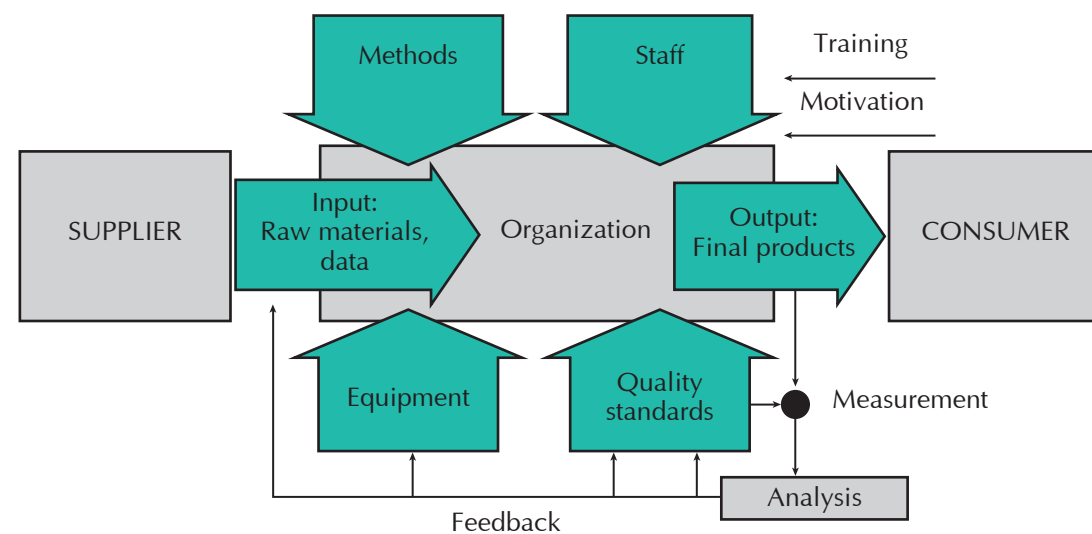 Methods
Staff
Training
Motivation
SUPPLIER
Input:
Raw materials,
data
Organization
Output:
Final products
CONSUMER
Equipment
Quality
standards
Measurement
Analysis
Feedback